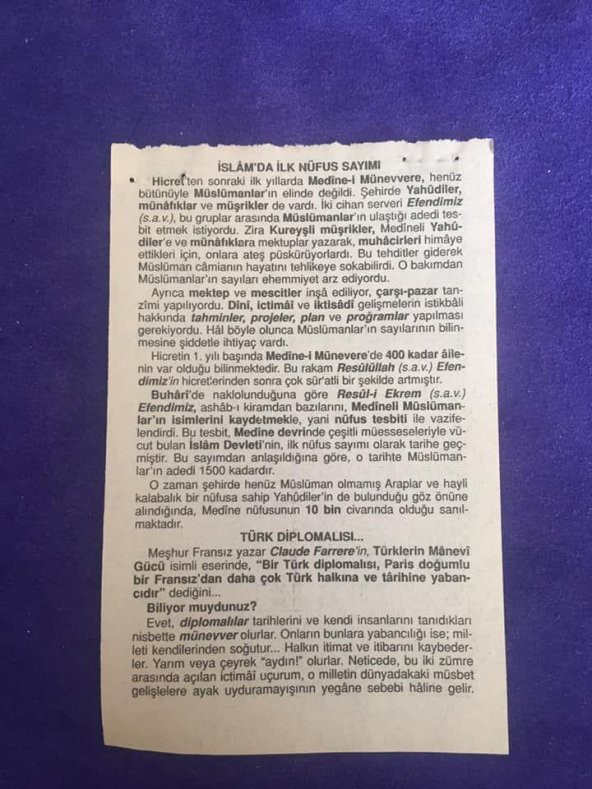 İSLÂM'DA İLK NÜFUS SAYIMI
Hicret'ten sonraki ilk yıllarda Medîne-i Münevvere, henüz
bütünüyle Müslümanlar'ın elinde değildi. Şehirde Yahûdiler,
münâfıklar ve müşrikler de vardı. İki cihan serveri Efendimiz
(s.a.v.), bu gruplar arasında Müslümanlar'ın ulaştığı adedi tes-
bit etmek istiyordu. Zira Kureyşli müşrikler, Medîneli Yahû-
diler'e ve münafıklara mektuplar yazarak, muhâcirleri himâye
ettikleri için, onlara ateş püskürüyorlardı. Bu tehditler giderek
Müslüman câmianın hayatını tehlikeye sokabilirdi. O bakımdan
Müslümanlar'ın sayıları ehemmiyet arz ediyordu.
Ayrıca mektep ve mescitler inşâ ediliyor, çarşı-pazar tan-
zîmi yapılıyordu. Dînî, ictimâî ve iktisâdî gelişmelerin istikbâli
hakkında tahminler, projeler, plan ve proğramlar yapılması
gerekiyordu. Hâl böyle olunca Müslümanlar'ın sayılarının bilin-
mesine şiddetle ihtiyaç vardı.
Hicretin 1. yılı başında Medîne-i Münevere'de 400 kadar âile-
nin var olduğu bilinmektedir. Bu rakam Resûlüllah (s.a.v.) Efen-
dimiz'in hicretlerinden sonra çok sür'atli bir şekilde artmıştır.
Buhârî'de naklolunduğuna göre Resûl-i Ekrem (s.a.v.)
Efendimiz, ashâb-ı kiramdan bazılarını, Medîneli Müslüman-
lar'ın isimlerini kaydetmekle, yani nüfus tesbiti ile vazife-
lendirdi. Bu tesbit, Medîne devrinde çeşitli müesseseleriyle vü-
cut bulan İslâm Devleti'nin, ilk nüfus sayımı olarak tarihe geç-
miştir. Bu sayımdan anlaşıldığına göre, o tarihte Müslüman-
lar'ın adedi 1500 kadardır.
O zaman şehirde henüz Müslüman olmamış Araplar ve hayli
kalabalık bir nüfusa sahip Yahûdiler'in de bulunduğu göz önüne
alındığında, Medîne nüfusunun 10 bin civarında olduğu sanıl-
maktadır.
TÜRK DİPLOMALISI...
Meşhur Fransız yazar Claude Farrere'in, Türklerin Mânevî
Gücü isimli eserinde, "Bir Türk diplomalısı, Paris doğumlu
bir Fransız'dan daha çok Türk halkına ve târihine yaban-
cıdır" dediğini...
Biliyor muydunuz?
Evet, diplomalılar tarihlerini ve kendi insanlarını tanıdıkları
nisbette münevver olurlar. Onların bunlara yabancılığı ise; mil-
leti kendilerinden soğutur... Halkın itimat ve itibarını kaybeder-
ler. Yarım veya çeyrek "aydın!" olurlar. Neticede, bu iki zümre
arasında açılan ictimâî uçurum, o milletin dünyadakaki müsbet
gelişlelere ayak uyduramayışının yegâne sebebi hâline gelir.